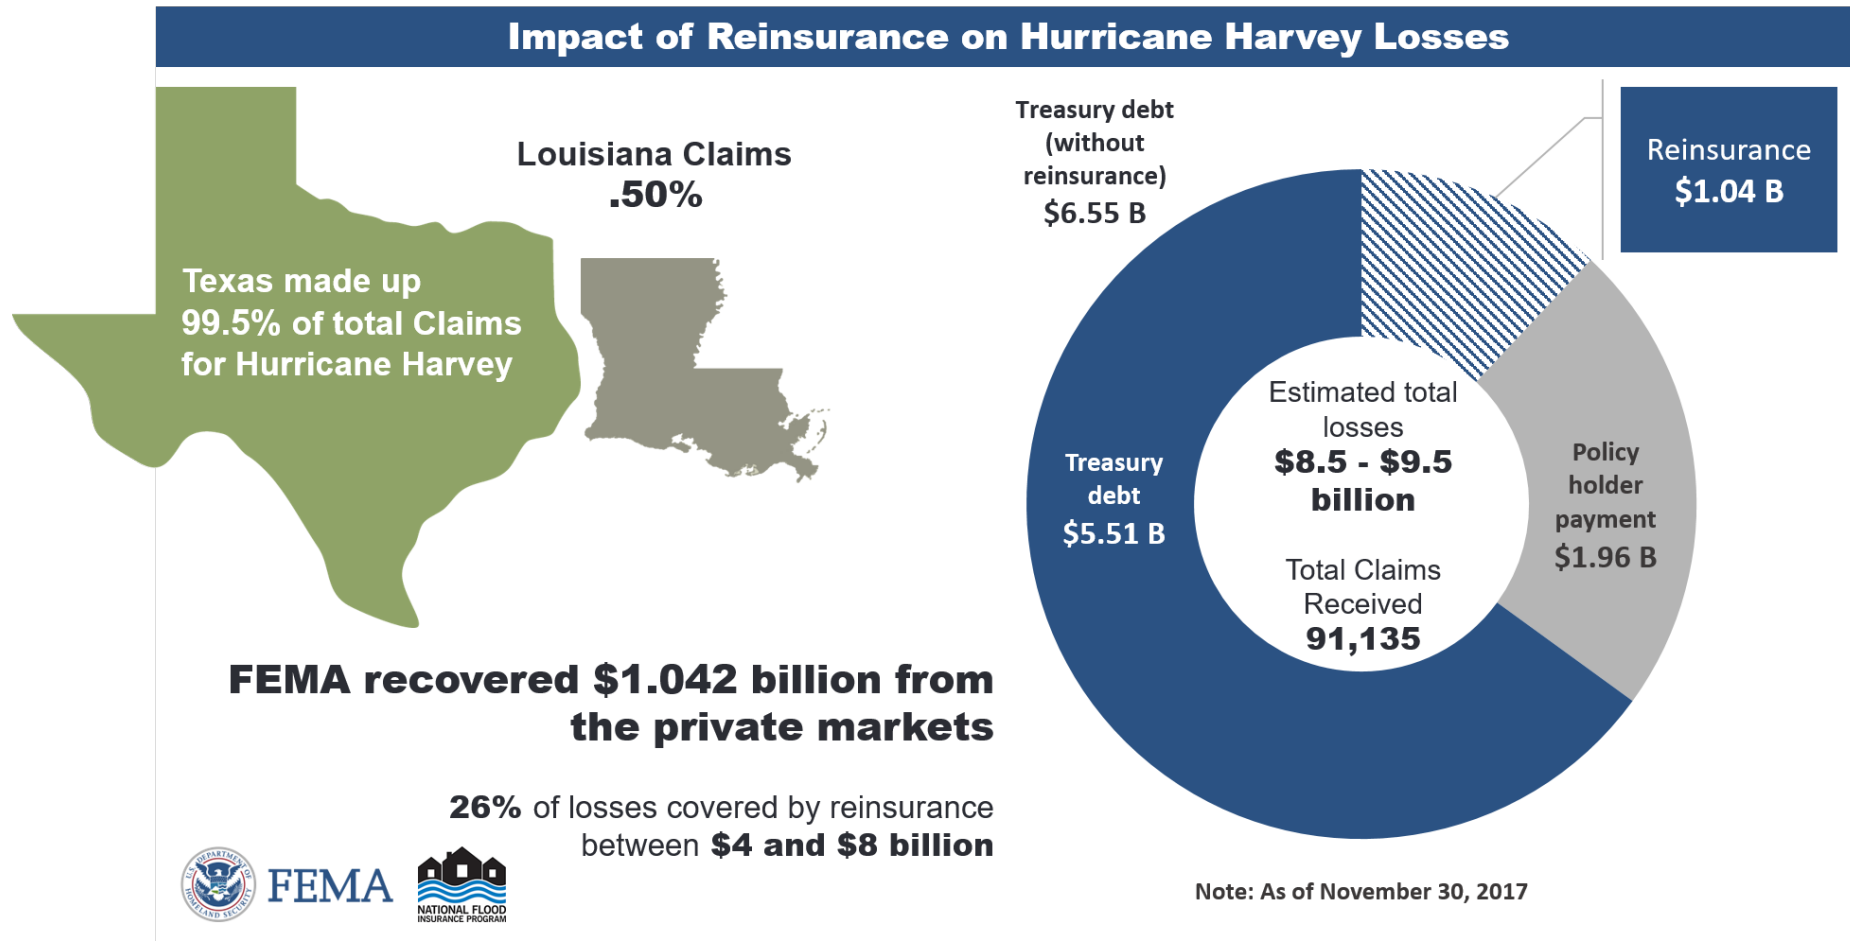 Impact of Reinsurance on Hurricane Harvey Losses
Texas made up
99.5% of total Claims
for Hurricane Harvey
Louisiana Claims
.50%
FEMA recovered $1.042 billion from
the private markets
26% of losses covered by reinsurance
between $4 and $8 billion
U.S. DEPARTMENT OF
HOMELAND SECURITY
FEMA
NATIONAL FLOOD
INSURANCE PROGRAM
Treasury debt
(without
reinsurance)
$6.55 B
Reinsurance
$1.04 B
Treasury
debt
$5.51 B
Estimated total
losses
$8.5 - $9.5
billion
Total Claims
Received
91,135
Policy
holder
payment
$1.96 B
Note: As of November 30, 2017